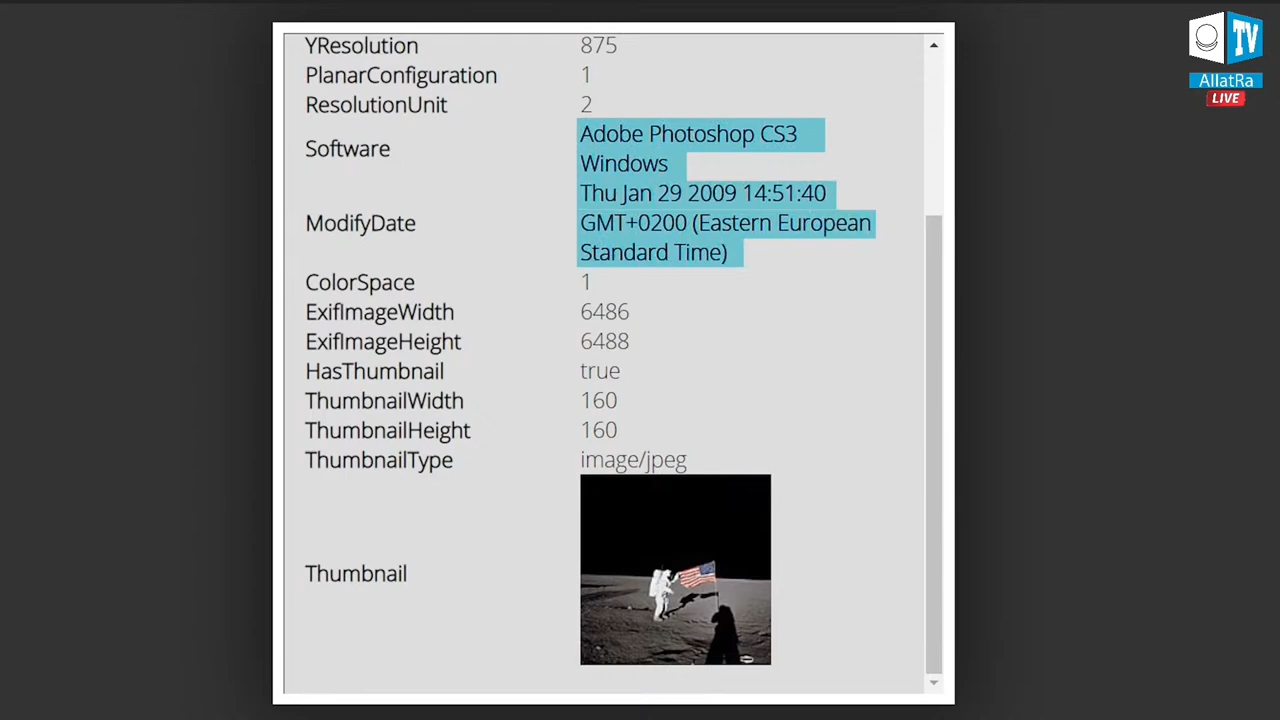 YResolution 875
PlanarConfiguration 1
ResolutionUnit 2
Software Adobe Photoshop CS3
Windows
ModifyDate Thu Jan 29 2009 14:51:40
GMT+0200 (Eastern European
Standard Time)
ColorSpace 1
ExifImageWidth 6486
ExifImageHeight 6488
HasThumbnail true
ThumbnailWidth 160
ThumbnailHeight 160
ThumbnailType image/jpeg
Thumbnail
TV
AllatRa
LIVE